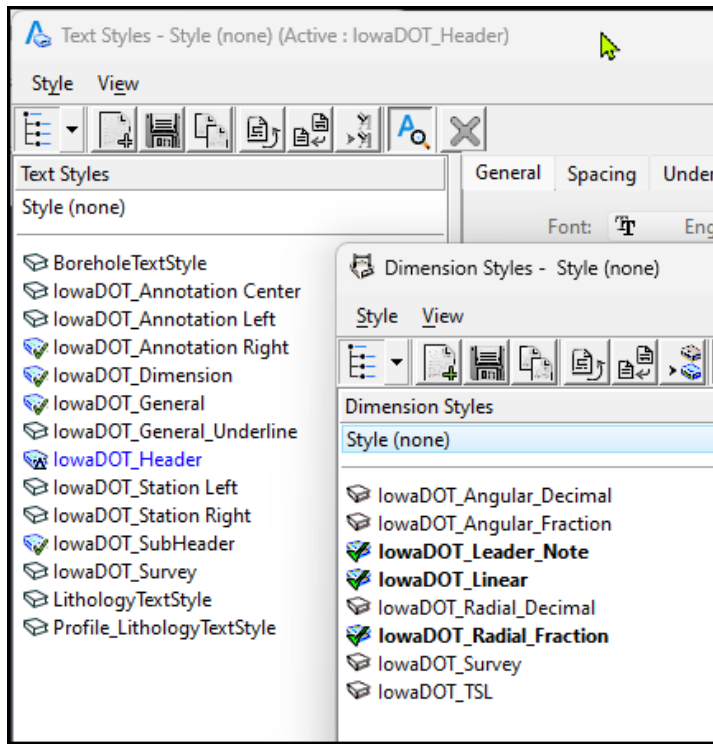 Text Styles - Style (none) (Active : IowaDOT_Header)
Style View
Text Styles
Style (none)
BoreholeTextStyle
IowaDOT_Annotation Center
IowaDOT_Annotation Left
IowaDOT_Annotation Right
IowaDOT_Dimension
IowaDOT_General
IowaDOT_General_Underline
IowaDOT_Header
IowaDOT_Station Left
IowaDOT_Station Right
IowaDOT_SubHeader
IowaDOT_Survey
LithologyTextStyle
Profile_LithologyTextStyle
General Spacing Under
Font: Eng
Dimension Styles - Style (none)
Style View
Dimension Styles
Style (none)
IowaDOT_Angular_Decimal
IowaDOT_Angular_Fraction
IowaDOT_Leader_Note
IowaDOT_Linear
IowaDOT_Radial_Decimal
IowaDOT_Radial_Fraction
IowaDOT_Survey
IowaDOT_TSL